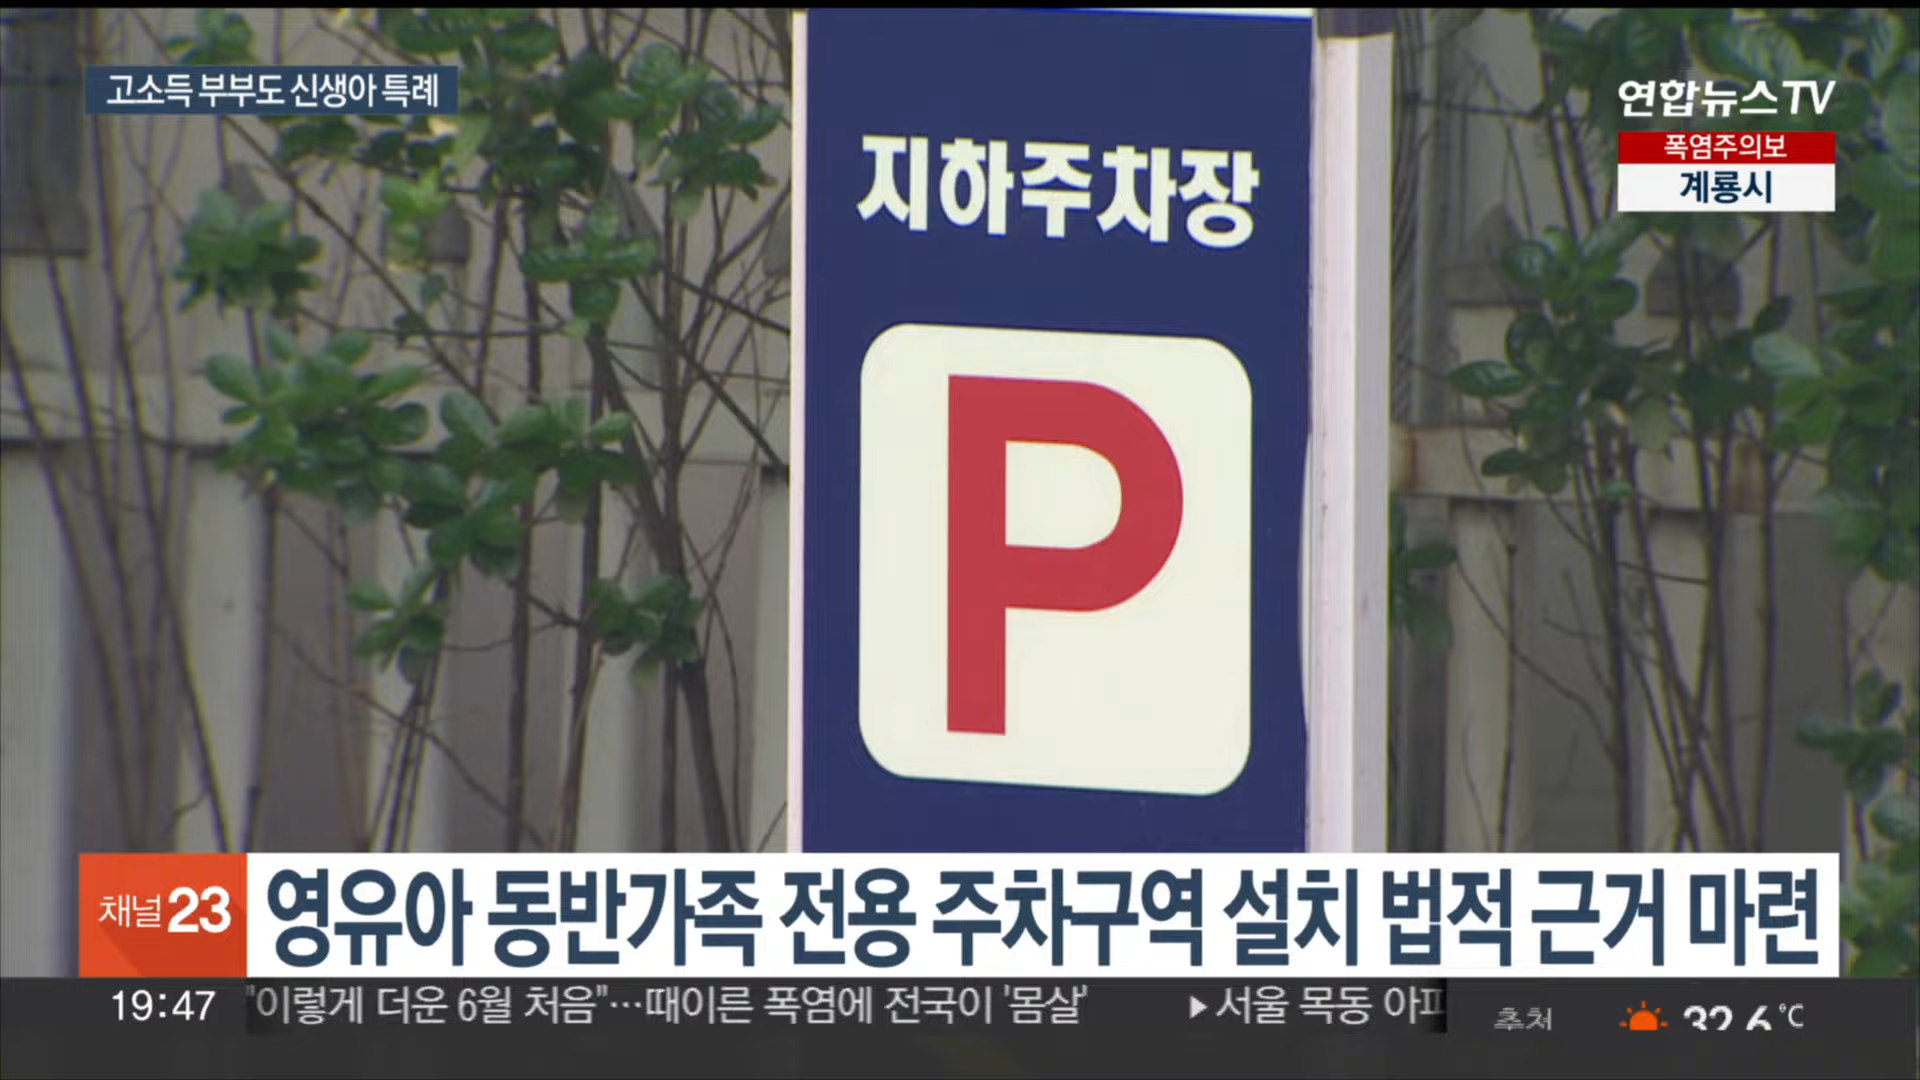 고소득 부부도 신생아 특례
연합뉴스TV
폭염주의보
계룡시
지하주차장
P
채널23
영유아 동반가족 전용 주차구역 설치 법적 근거 마련
19:47
"이렇게 더운 6월 처음"…때이른 폭염에 전국이 '몸살'
▶서울 목동 아파
춘천
32.6℃